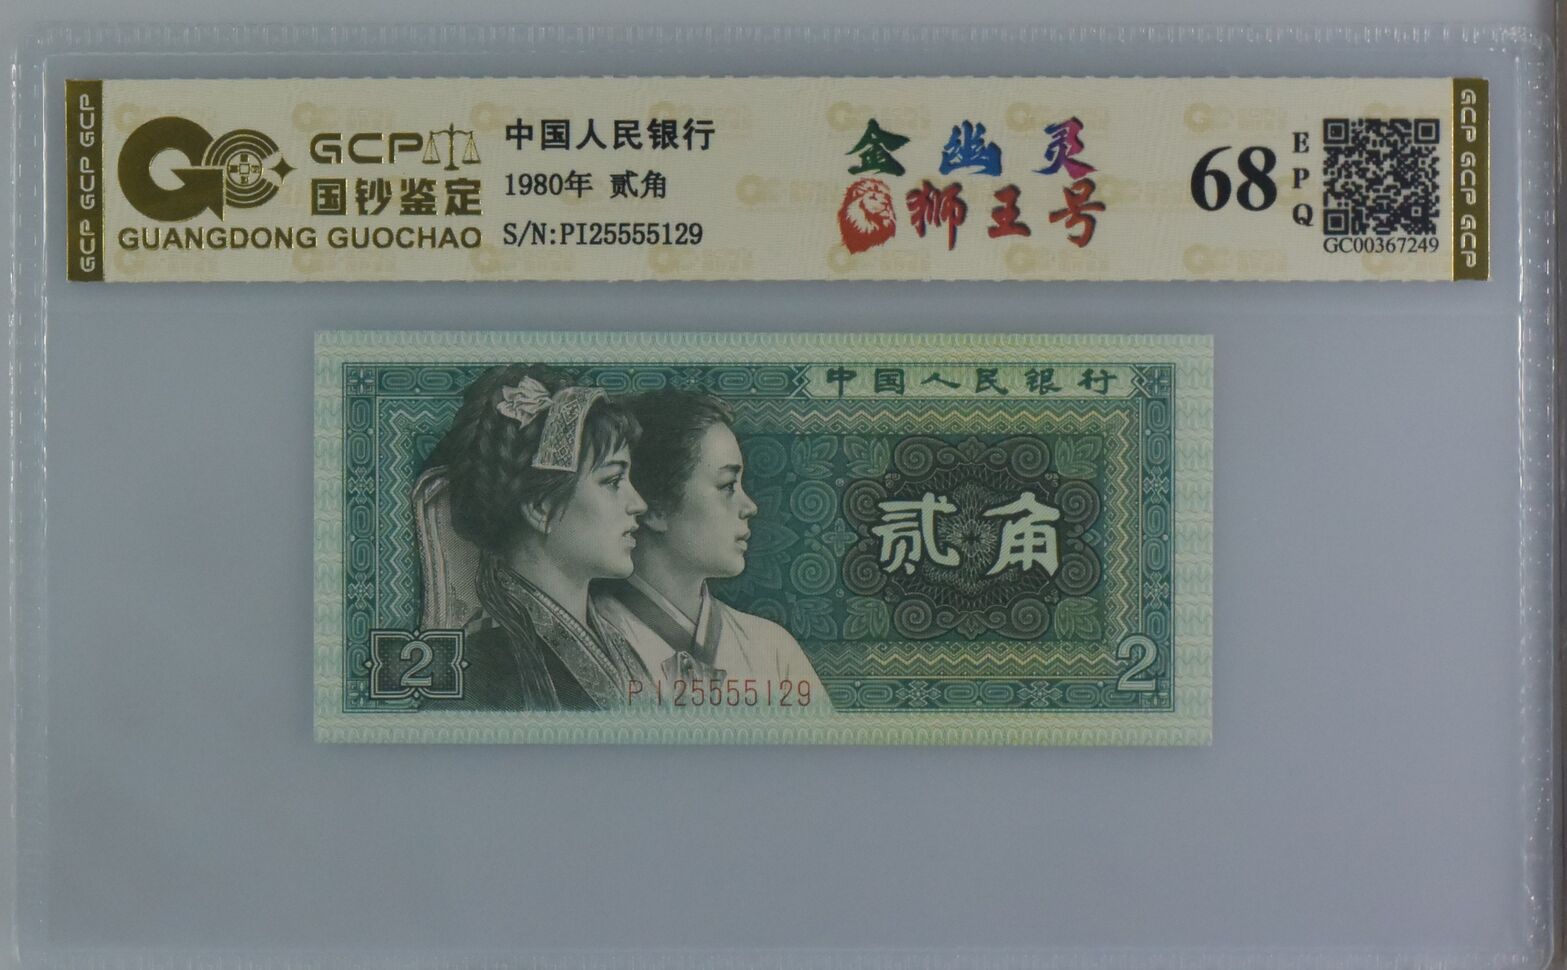 GCP GCP GCP
GCP
国钞鉴定
GUANGDONG GUOCHAO
中国人民银行
1980年 贰角
S/N:PI25555129
金幽灵
狮王号
68
EPQ
GC00367249
GCP GCP GCP
中国人民银行
贰角
2
2
PI25555129